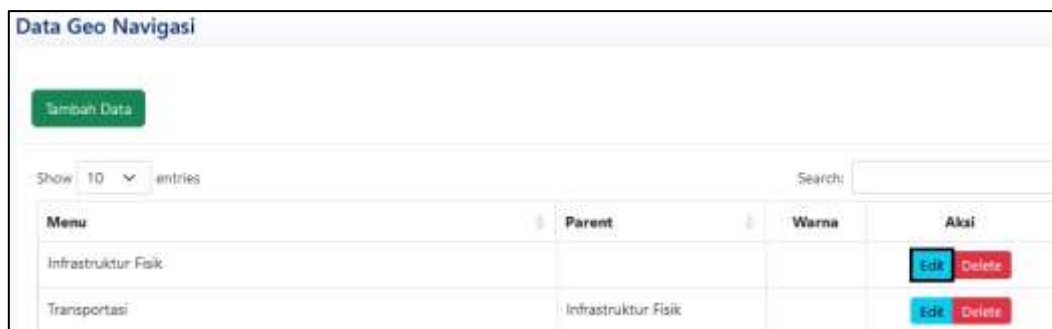 Data Geo Navigasi
Tambah Data
Show 10 entries Search:
Menu Parent Warna Aksi
Infrastruktur Fisik Edit Delete
Transportasi Infrastruktur Fisik Edit Delete